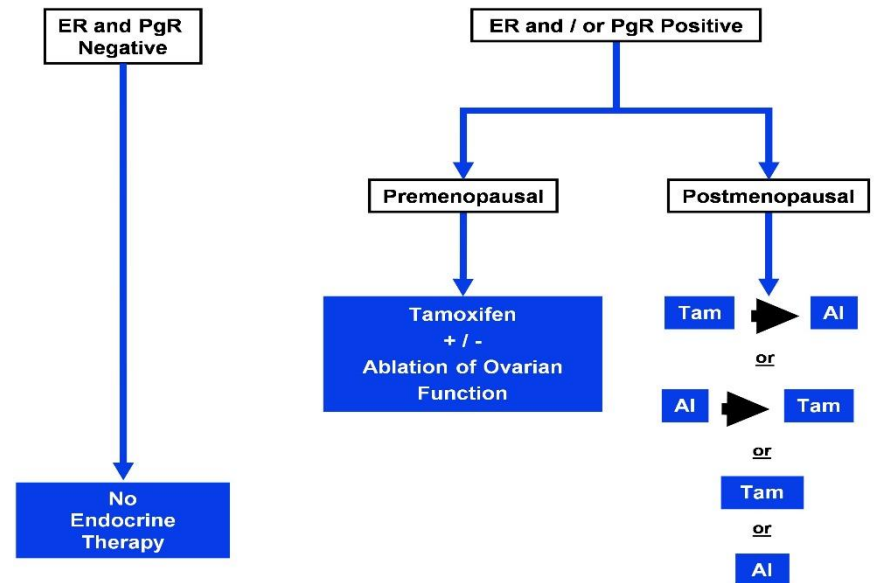 ER and PgR
Negative
ER and / or PgR Positive
Premenopausal
Postmenopausal
Tamoxifen
+ / -
Ablation of Ovarian
Function
Tam
AI
or
AI
Tam
or
Tam
or
AI
No
Endocrine
Therapy